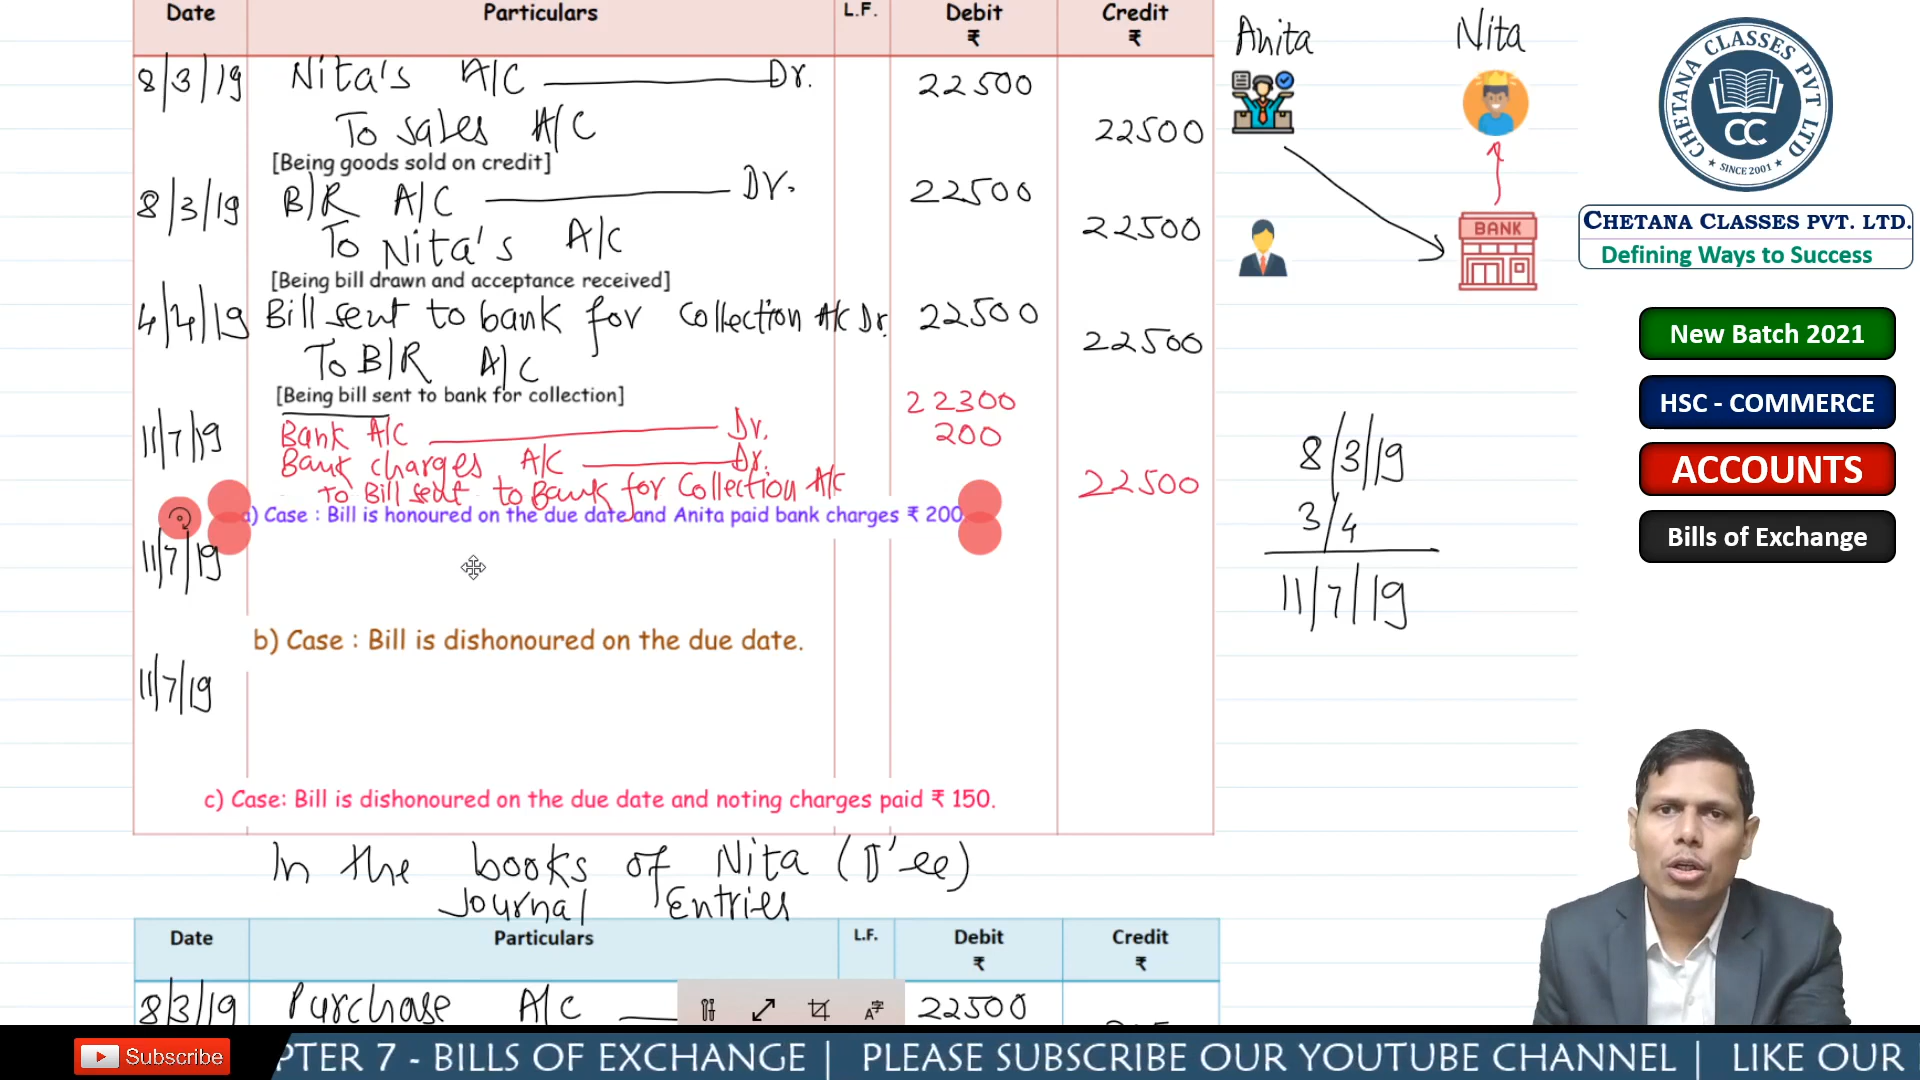 Date Particulars L.F. Debit ₹ Credit ₹
8/3/19 Nita's A/C Dr. 22500
To sales A/C 22500
[Being goods sold on credit]
8/3/19 B/R A/C Dr. 22500
To Nita's A/C 22500
[Being bill drawn and acceptance received]
4/4/19 Bill sent to bank for Collection A/C Dr. 22500
To B/R A/C 22500
[Being bill sent to bank for collection]
11/7/19 Bank A/C Dr. 22300
Bank charges A/C Dr. 200
to Bill sent to Bank for Collection A/C 22500
a) Case : Bill is honoured on the due date and Anita paid bank charges ₹ 200.
11/7/19
b) Case : Bill is dishonoured on the due date.
11/7/19
c) Case: Bill is dishonoured on the due date and noting charges paid ₹ 150.
In the books of Nita (D'ee)
Journal Entries
Date Particulars L.F. Debit ₹ Credit ₹
8/3/19 Purchase A/C 22500
Anita Nita
BANK
8/3/19
3/4
11/7/19
CHETANA CLASSES PVT LTD
CC
SINCE 2001
CHETANA CLASSES PVT. LTD.
Defining Ways to Success
New Batch 2021
HSC - COMMERCE
ACCOUNTS
Bills of Exchange
Subscribe
PTER 7 - BILLS OF EXCHANGE | PLEASE SUBSCRIBE OUR YOUTUBE CHANNEL | LIKE OUR